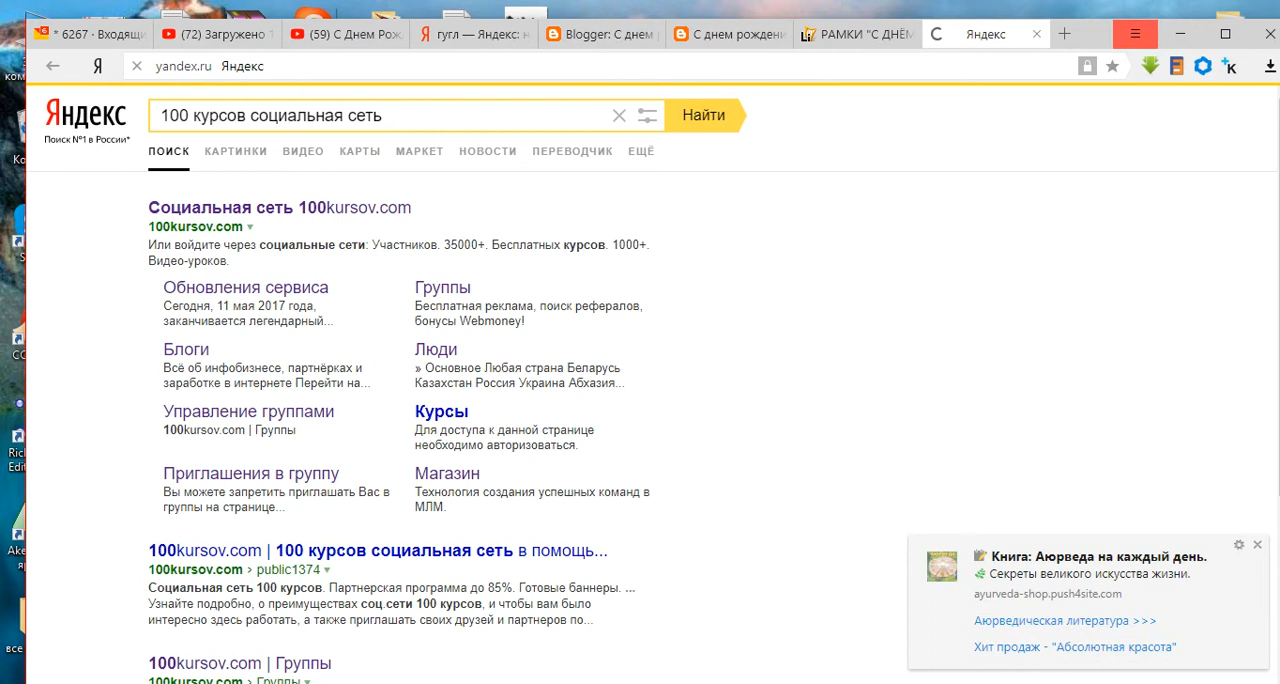 * 6267 · Входящи
(72) Загружено 1
(59) С Днем Рож
гугл — Яндекс: н
Blogger: С днем
С днем рождени
РАМКИ "С ДНЁМ
Яндекс
Я
yandex.ru Яндекс
Яндекс
Поиск №1 в России*
100 курсов социальная сеть
Найти
ПОИСК КАРТИНКИ ВИДЕО КАРТЫ МАРКЕТ НОВОСТИ ПЕРЕВОДЧИК ЕЩЁ
Социальная сеть 100kursov.com
100kursov.com
Или войдите через социальные сети: Участников. 35000+. Бесплатных курсов. 1000+.
Видео-уроков.
Обновления сервиса
Сегодня, 11 мая 2017 года,
заканчивается легендарный...
Группы
Бесплатная реклама, поиск рефералов,
бонусы Webmoney!
Блоги
Всё об инфобизнесе, партнёрках и
заработке в интернете Перейти на...
Люди
» Основное Любая страна Беларусь
Казахстан Россия Украина Абхазия...
Управление группами
100kursov.com | Группы
Курсы
Для доступа к данной странице
необходимо авторизоваться.
Приглашения в группу
Вы можете запретить приглашать Вас в
группы на странице...
Магазин
Технология создания успешных команд в
МЛМ.
100kursov.com | 100 курсов социальная сеть в помощь...
100kursov.com › public1374
Социальная сеть 100 курсов. Партнерская программа до 85%. Готовые баннеры. ...
Узнайте подробно, о преимуществах соц.сети 100 курсов, и чтобы вам было
интересно здесь работать, а также приглашать своих друзей и партнеров по...
100kursov.com | Группы
100kursov.com › Группы
Книга: Аюрведа на каждый день.
Секреты великого искусства жизни.
ayurveda-shop.push4site.com
Аюрведическая литература >>>
Хит продаж - "Абсолютная красота"